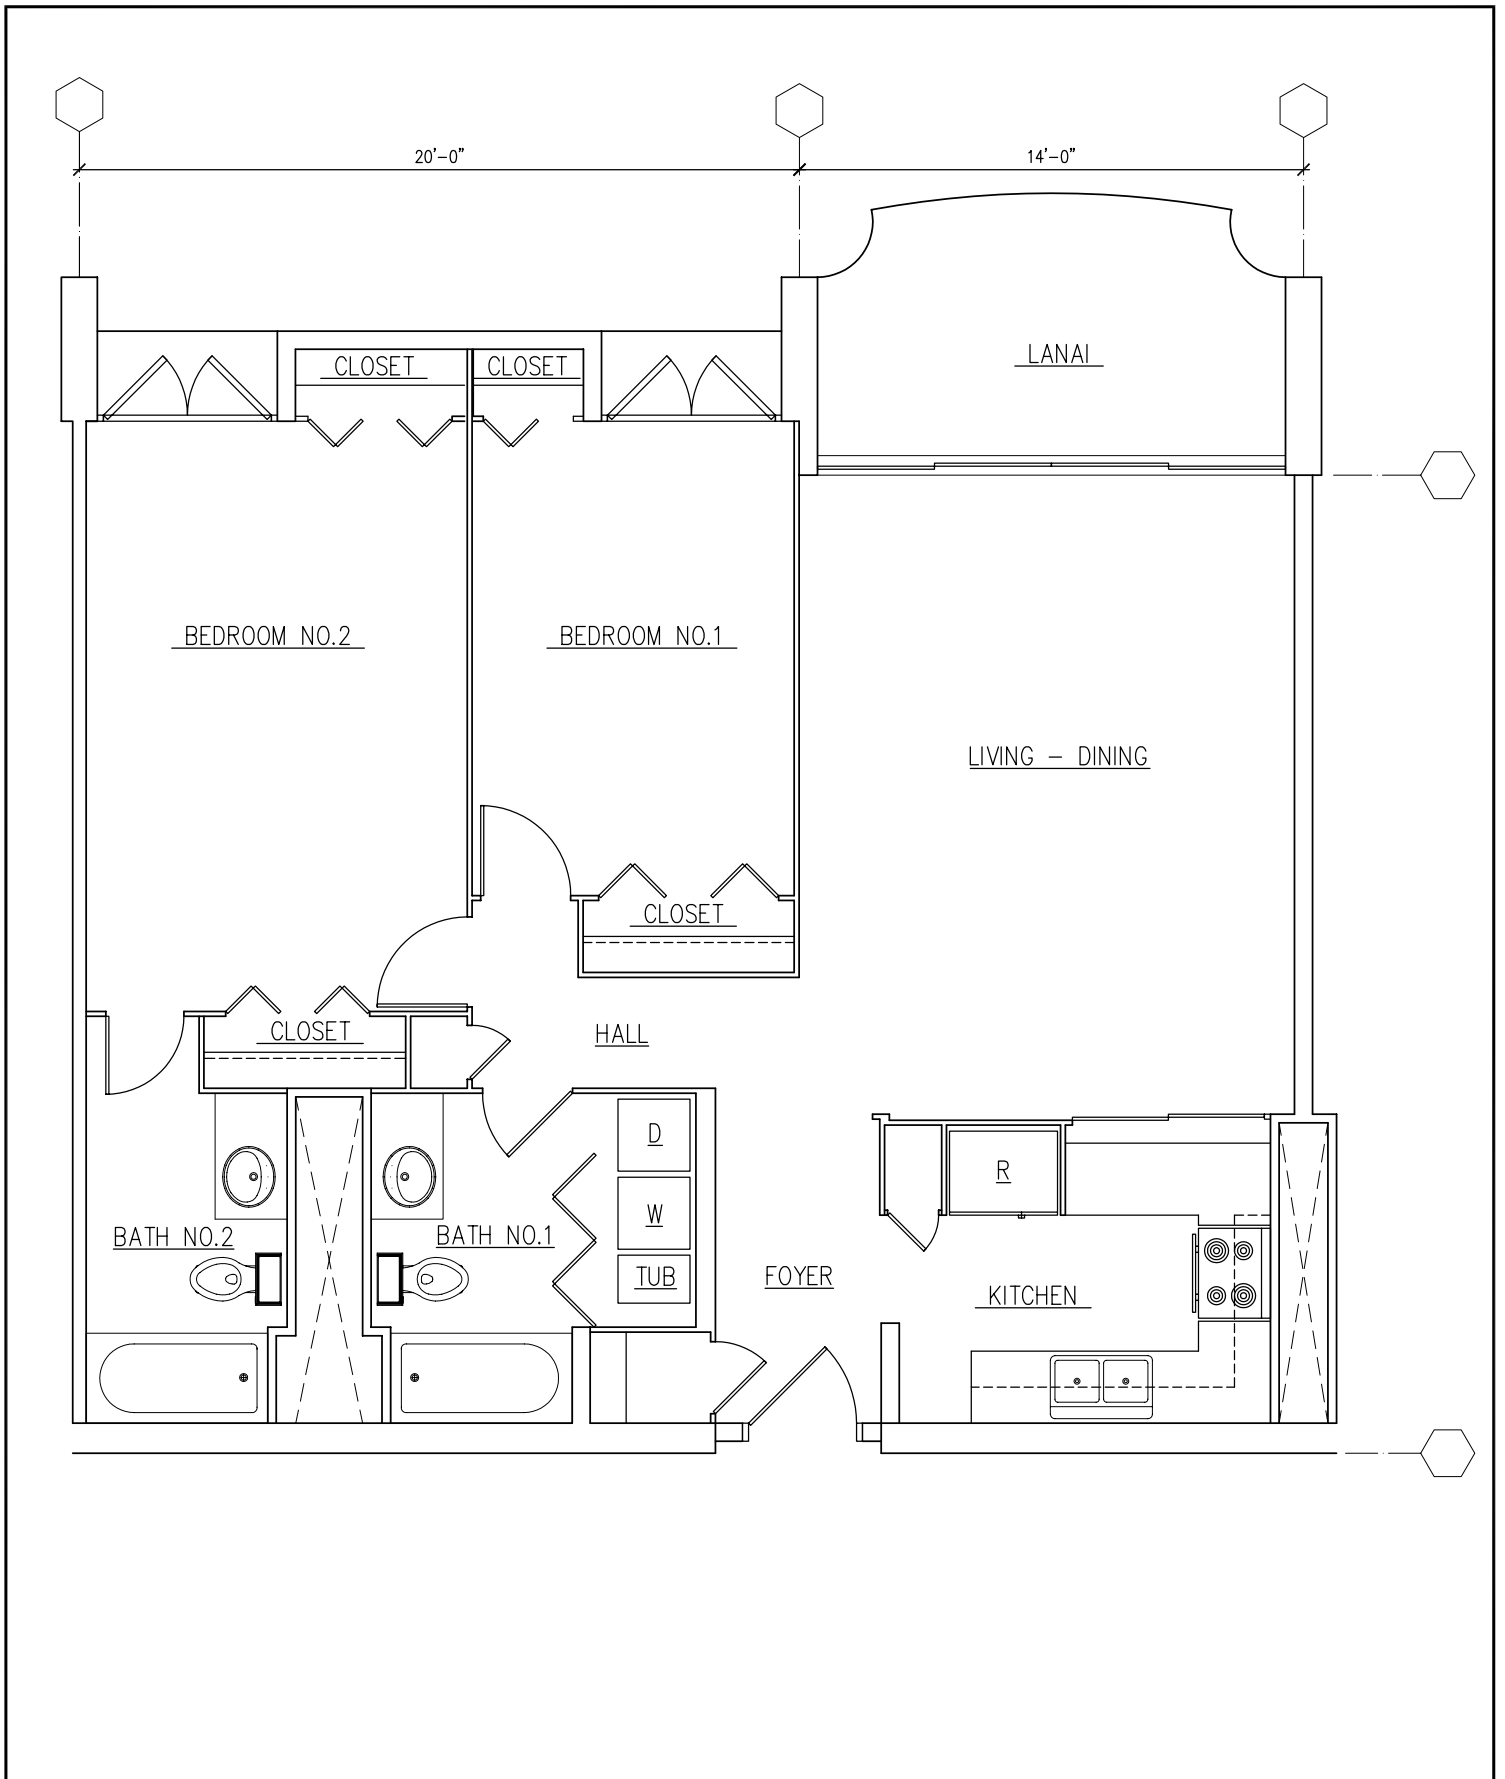 20'-0" 14'-0"
LANAI
CLOSET CLOSET
BEDROOM NO.2 BEDROOM NO.1
LIVING - DINING
CLOSET
CLOSET
HALL
D
R
W
BATH NO.2 BATH NO.1
TUB
FOYER
KITCHEN